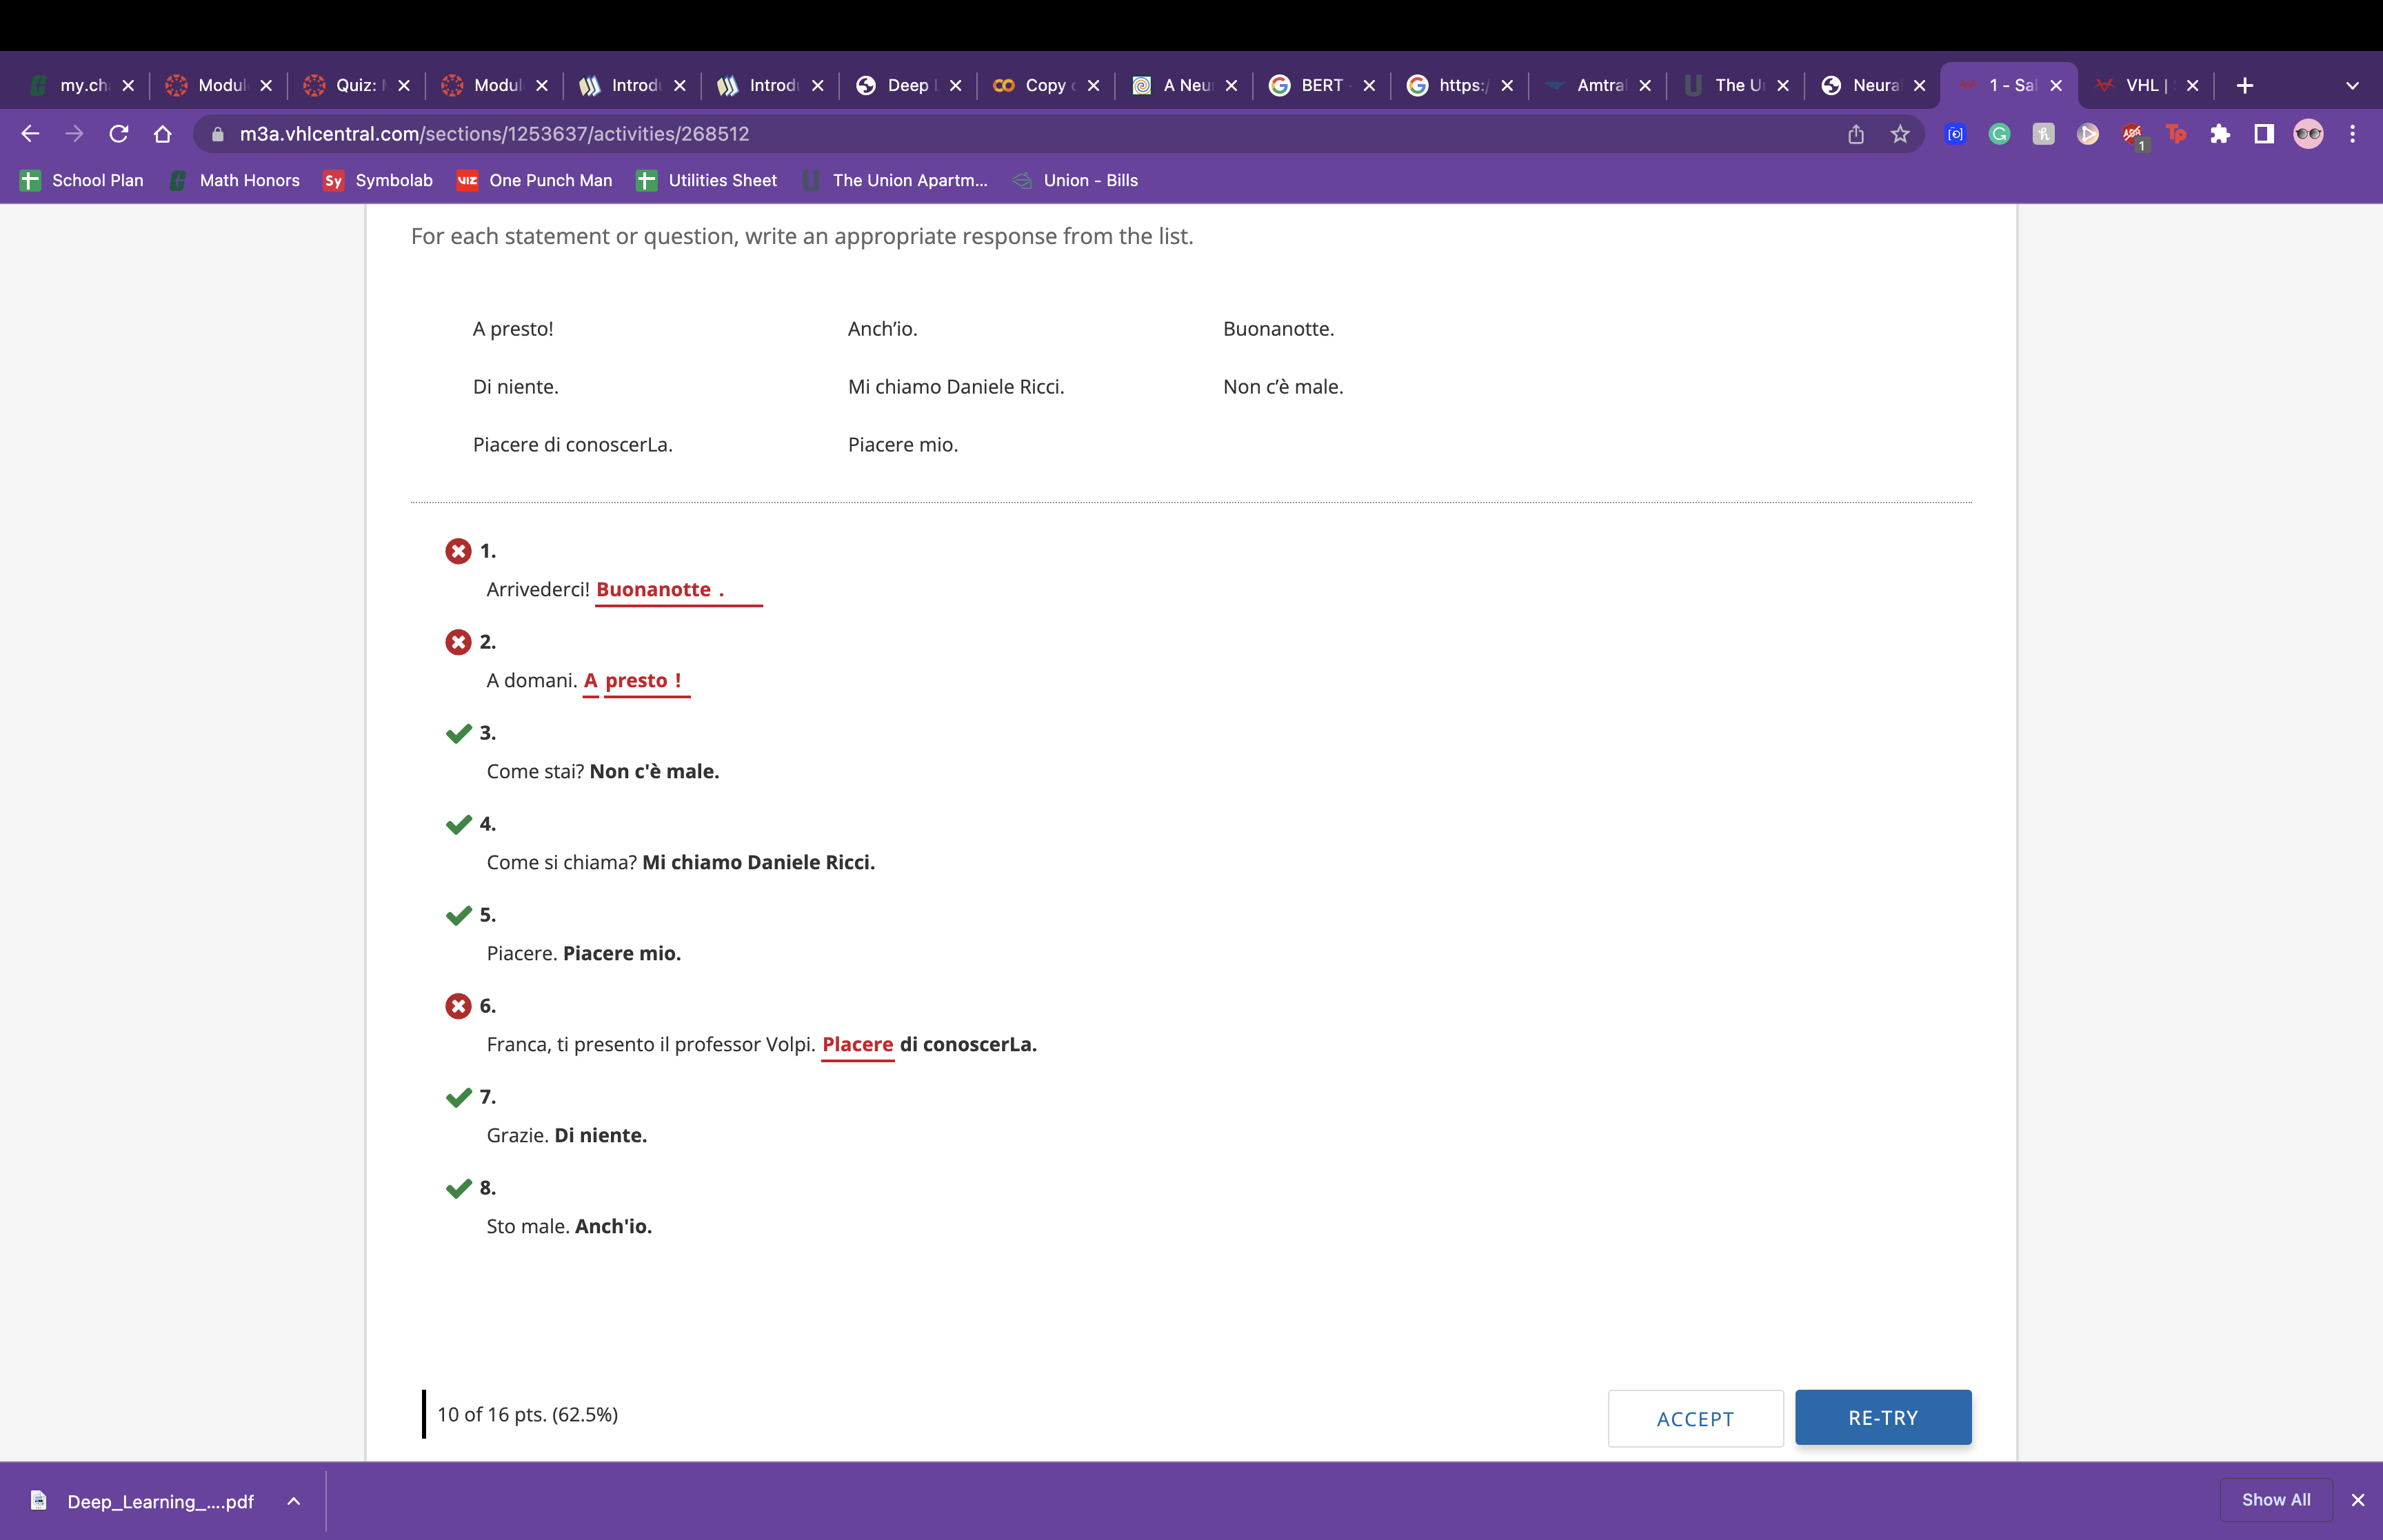 my.ch
Modul
Quiz:
Modul
Introdu
Introdu
Deep
Copy
A Neu
BERT
https:/
Amtral
The U
Neura
1 - Sal
VHL |
m3a.vhlcentral.com/sections/1253637/activities/268512
1
School Plan
Math Honors
Sy Symbolab
VIZ One Punch Man
Utilities Sheet
The Union Apartm...
Union - Bills
For each statement or question, write an appropriate response from the list.
A presto! Anch’io. Buonanotte.
Di niente. Mi chiamo Daniele Ricci. Non c’è male.
Piacere di conoscerLa. Piacere mio.
1.
Arrivederci! Buonanotte .
2.
A domani. A presto !
3.
Come stai? Non c'è male.
4.
Come si chiama? Mi chiamo Daniele Ricci.
5.
Piacere. Piacere mio.
6.
Franca, ti presento il professor Volpi. Placere di conoscerLa.
7.
Grazie. Di niente.
8.
Sto male. Anch'io.
10 of 16 pts. (62.5%)
ACCEPT
RE-TRY
Deep_Learning_....pdf
Show All